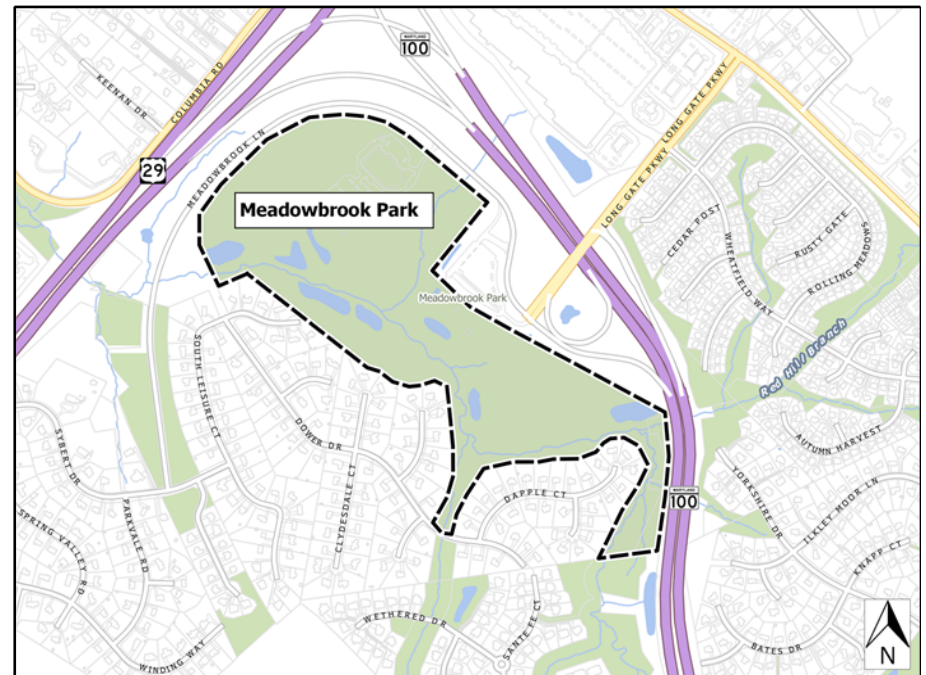 MARYLAND
100
KEENAN DR
COLUMBIA RD
LONG GATE PKWY
LONG GATE PKWY
29
MEADOWBROOK LN
Meadowbrook Park
CEDAR POST
WHEATFIELD WAY
RUSTY GATE
ROLLING MEADOWS
Meadowbrook Park
Red Hill Branch
SOUTH LEISURE CT
DOWER DR
CLYDESDALE CT
SYBERT DR
PARKVALE RD
SPRING VALLEY RD
DAPPLE CT
MARYLAND
100
AUTUMN HARVEST
YORKSHIRE DR
ILKLEY MOOR LN
KNAPP CT
WETHERED DR
SANTE FE CT
WINDING WAY
BATES DR
N